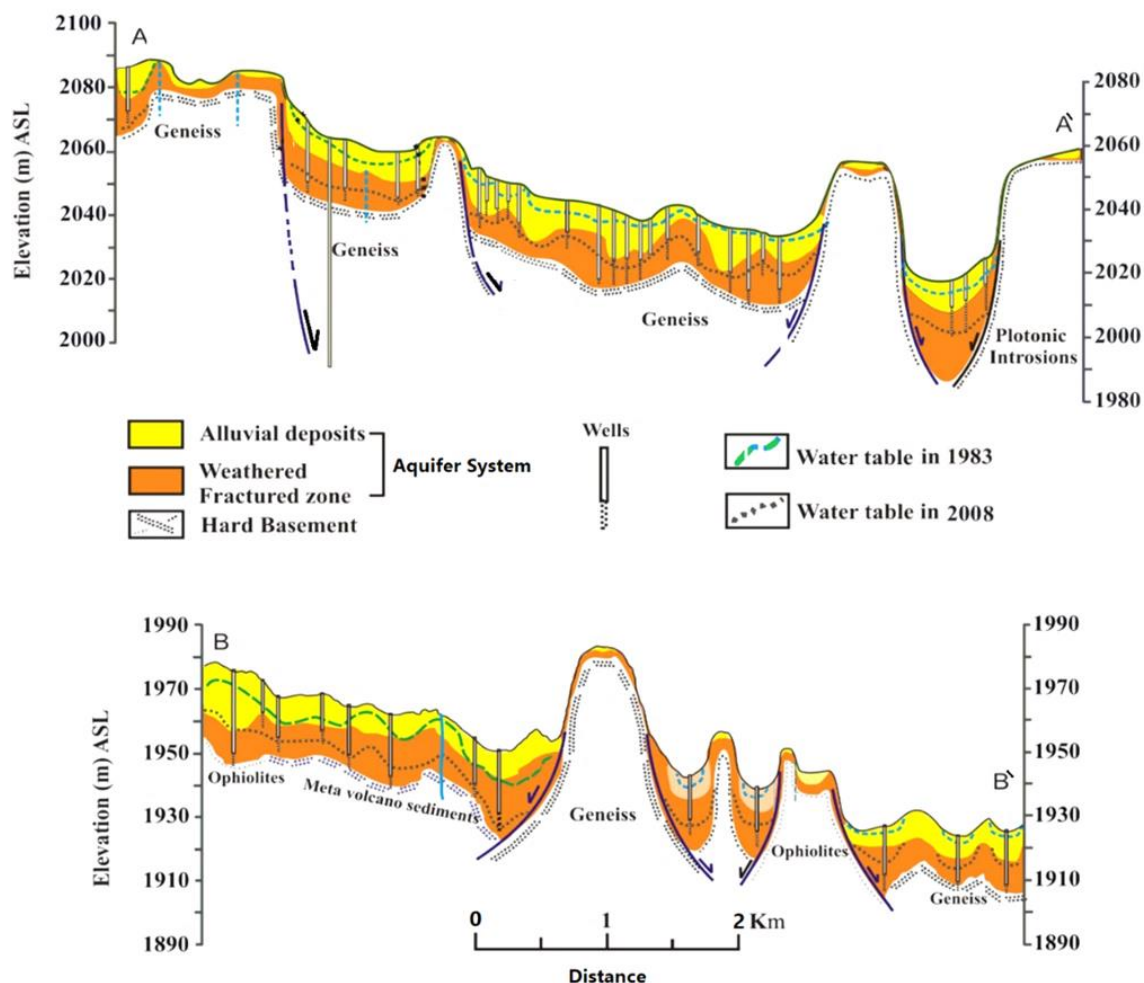 2100
A
2080
2060
2040
2020
2000
Elevation (m) ASL
Geneiss
Geneiss
Geneiss
A'
2080
2060
2040
2020
2000
1980
Plotonic
Introsions
Alluvial deposits
Weathered
Fractured zone
Aquifer System
Hard Basement
Wells
Water table in 1983
Water table in 2008
1990
1970
1950
1930
1910
1890
Elevation (m) ASL
B
Ophiolites
Meta volcano sediments
Geneiss
Ophiolites
Geneiss
B'
1990
1970
1950
1930
1910
1890
0 1 2 Km
Distance